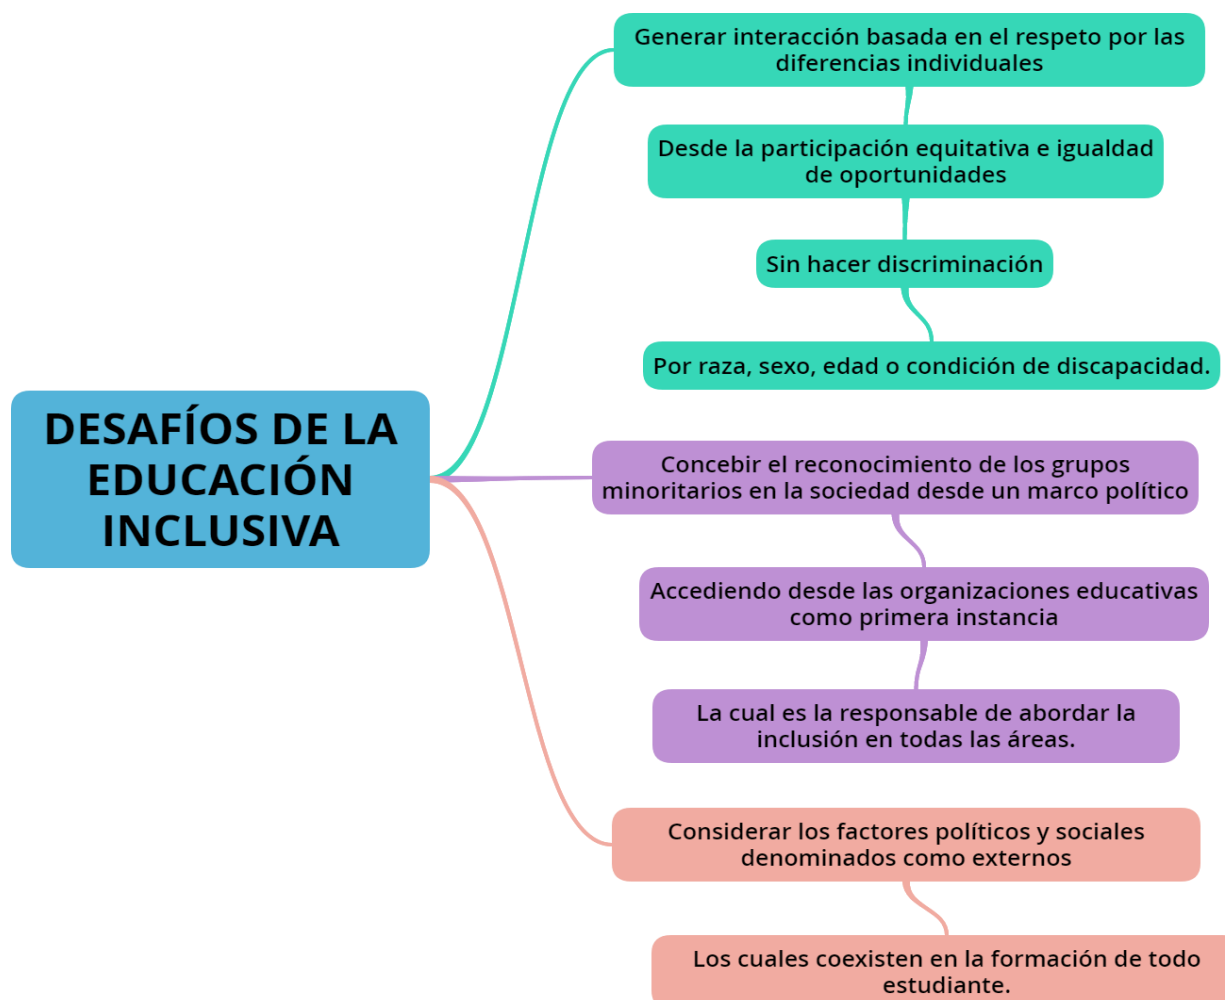 Generar interacción basada en el respeto por las
diferencias individuales
Desde la participación equitativa e igualdad
de oportunidades
Sin hacer discriminación
Por raza, sexo, edad o condición de discapacidad.
DESAFÍOS DE LA
EDUCACIÓN
INCLUSIVA
Concebir el reconocimiento de los grupos
minoritarios en la sociedad desde un marco político
Accediendo desde las organizaciones educativas
como primera instancia
La cual es la responsable de abordar la
inclusión en todas las áreas.
Considerar los factores políticos y sociales
denominados como externos
Los cuales coexisten en la formación de todo
estudiante.